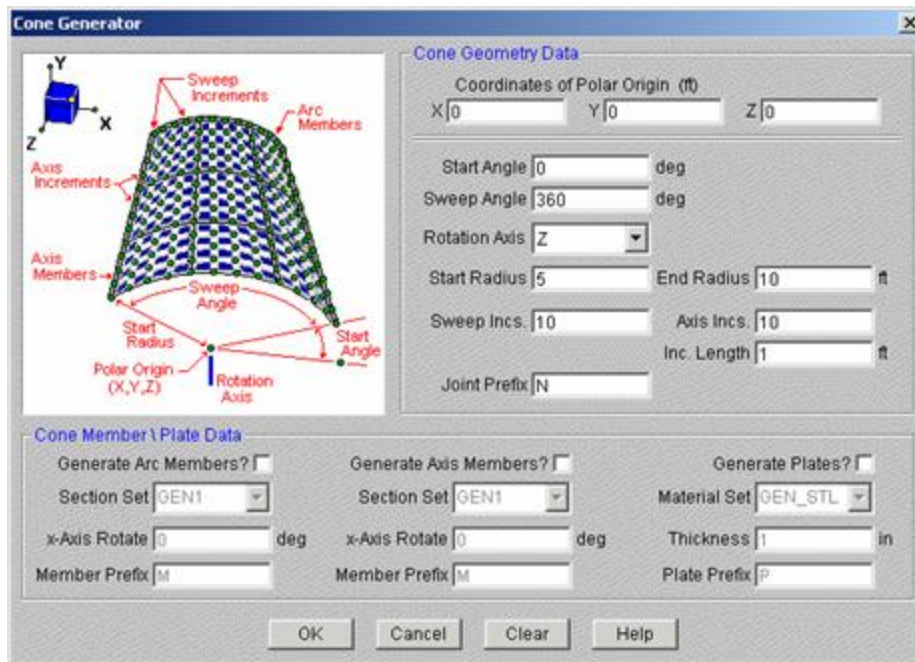 Cone Generator
Y
X
Z
Sweep
Increments
Arc
Members
Axis
Increments
Axis
Members
Sweep
Angle
Start
Radius
Start
Angle
Polar Origin
(X,Y,Z)
Rotation
Axis
Cone Geometry Data
Coordinates of Polar Origin (ft)
X 0 Y 0 Z 0
Start Angle 0 deg
Sweep Angle 360 deg
Rotation Axis Z
Start Radius 5 End Radius 10 ft
Sweep Incs. 10 Axis Incs. 10
Inc. Length 1 ft
Joint Prefix N
Cone Member \ Plate Data
Generate Arc Members? Generate Axis Members? Generate Plates?
Section Set GEN1 Section Set GEN1 Material Set GEN_STL
x-Axis Rotate 0 deg x-Axis Rotate 0 deg Thickness 1 in
Member Prefix M Member Prefix M Plate Prefix P
OK Cancel Clear Help